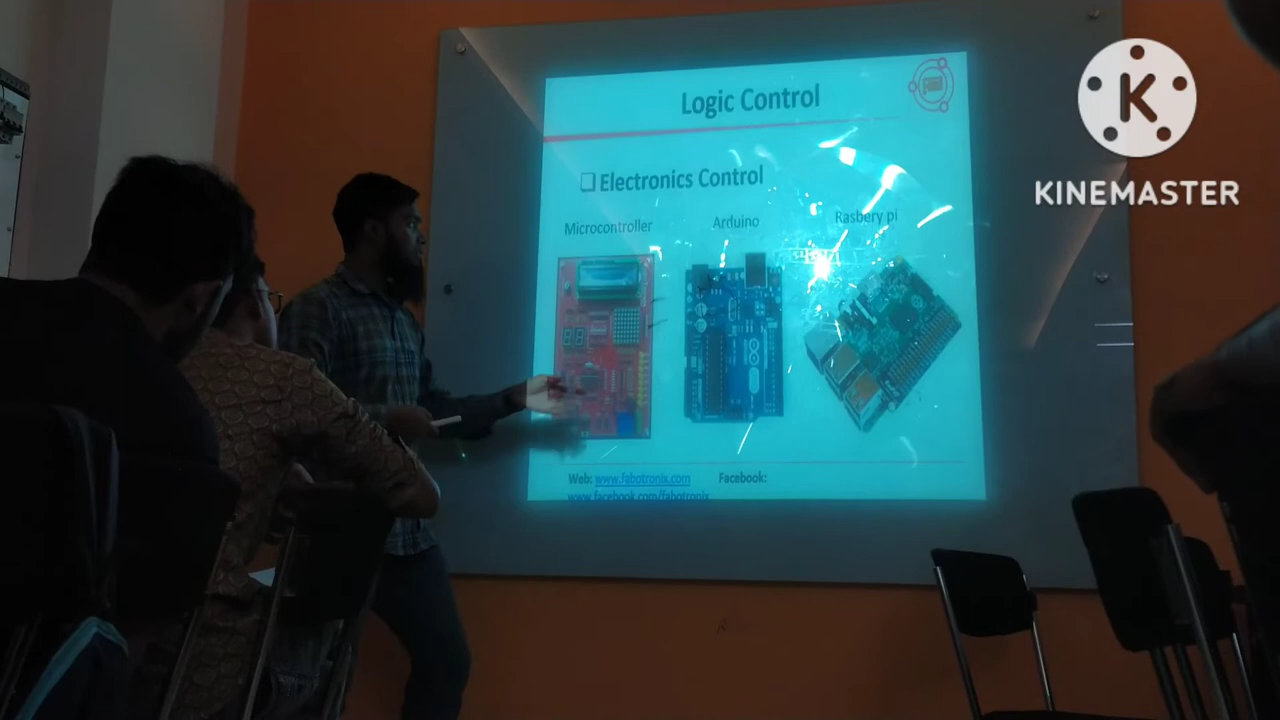 Logic Control
❑ Electronics Control
Microcontroller
Arduino
Rasbery pi
Web: www.fabotronix.com Facebook:
www.facebook.com/fabotronix
K
KINEMASTER